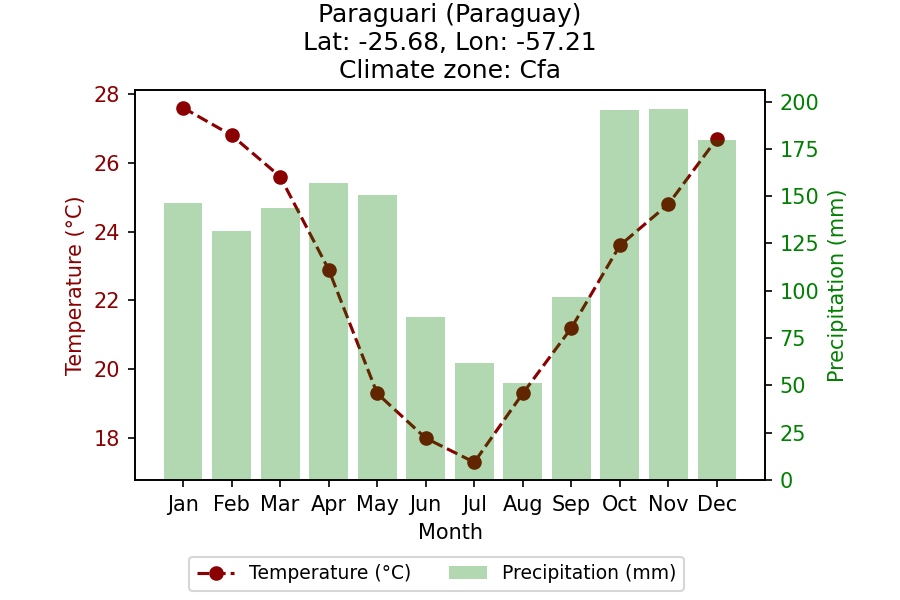 Paraguari (Paraguay)
Lat: -25.68, Lon: -57.21
Climate zone: Cfa
28
26
24
22
20
18
Temperature (°C)
200
175
150
125
100
75
50
25
0
Precipitation (mm)
Jan Feb Mar Apr May Jun Jul Aug Sep Oct Nov Dec
Month
Temperature (°C) Precipitation (mm)